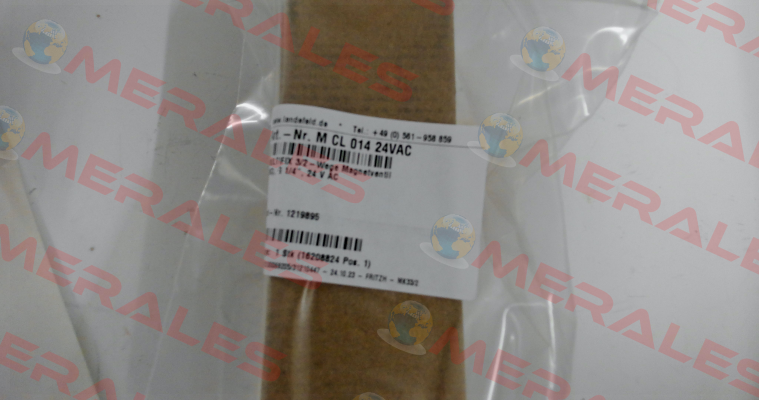 www.landefeld.de - Tel.: +49 (0) 561-958 859
Art.-Nr. M CL 014 24VAC
MULTIFIX 3/2-Wege Magnetventil
1 1/4", 24 V AC
-Nr. 1219895
1 Stk (16208824 Pos. 1)
- 24.10.23 - FRITZH -
MERALES
MERALES
MERALES
MERALES
MERALES
MERALES